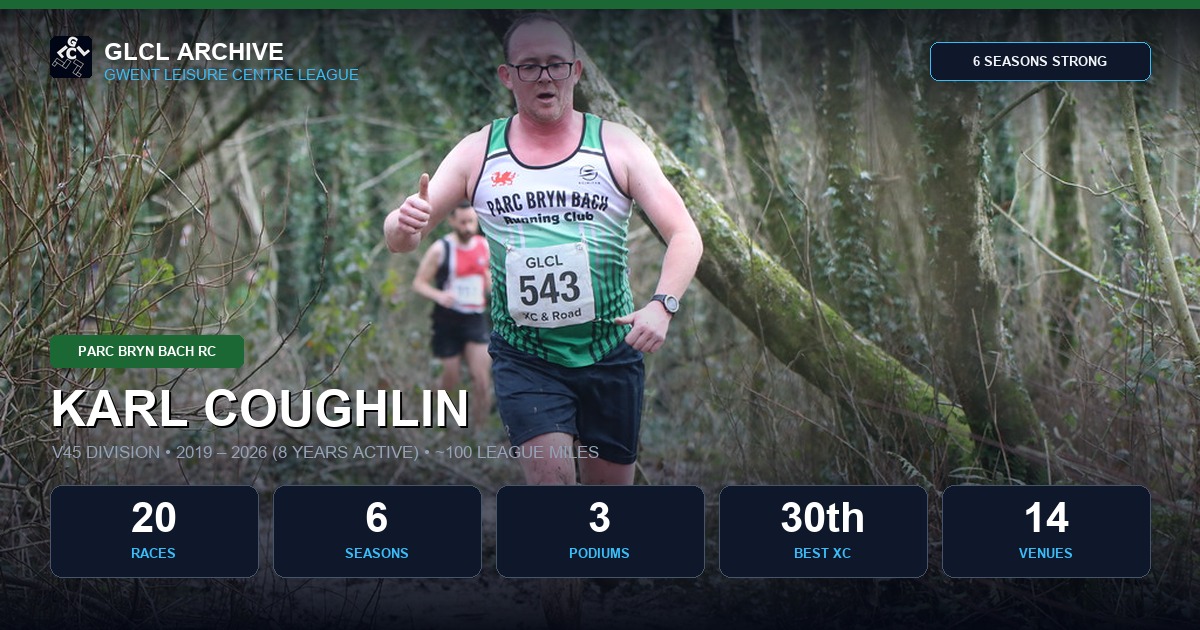 GC
GLCL ARCHIVE
GWENT LEISURE CENTRE LEAGUE
6 SEASONS STRONG
PARC BRYN BACH
Running Club
GLCL
543
XC & Road
PARC BRYN BACH RC
KARL COUGHLIN
V45 DIVISION • 2019 – 2026 (8 YEARS ACTIVE) • ~100 LEAGUE MILES
20
RACES
6
SEASONS
3
PODIUMS
30th
BEST XC
14
VENUES